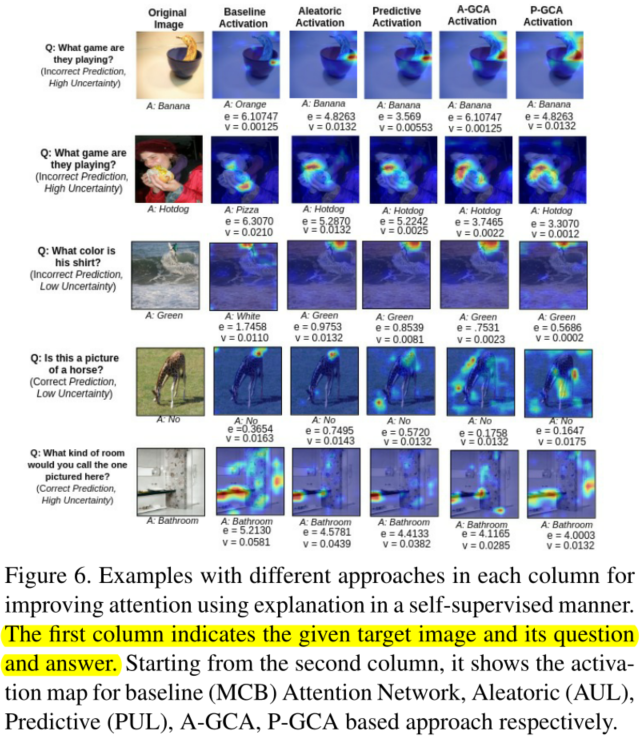 Original Image
Baseline Activation
Aleatoric Activation
Predictive Activation
A-GCA Activation
P-GCA Activation
Q: What game are
they playing?
(Incorrect Prediction,
High Uncertainty)
A: Banana
A: Orange
e = 6.10747
v = 0.00125
A: Banana
e = 4.8263
v = 0.0132
A: Banana
e = 3.569
v = 0.00553
A: Banana
e = 6.10747
v = 0.00125
A: Banana
e = 4.8263
v = 0.0132
Q: What game are
they playing?
(Incorrect Prediction,
High Uncertainty)
A: Hotdog
A: Pizza
e = 6.3070
v = 0.0210
A: Hotdog
e = 5.2870
v = 0.0132
A: Hotdog
e = 5.2242
v = 0.0025
A: Hotdog
e = 3.7465
v = 0.0022
A: Hotdog
e = 3.3070
v = 0.0012
Q: What color is
his shirt?
(Incorrect Prediction,
Low Uncertainty)
A: Green
A: White
e = 1.7458
v = 0.0110
A: Green
e = 0.9753
v = 0.0132
A: Green
e = 0.8539
v = 0.0081
A: Green
e = .7531
v = 0.0023
A: Green
e = 0.5686
v = 0.0002
Q: Is this a picture
of a horse?
(Correct Prediction,
Low Uncertainty)
A: No
A: No
e =0.3654
v = 0.0163
A: No
e = 0.7495
v = 0.0143
A: No
e = 0.5720
v = 0.0132
A: No
e = 0.1758
v = 0.0132
A: No
e = 0.1647
v = 0.0175
Q: What kind of room
would you call the one
pictured here?
(Correct Prediction,
High Uncertainty)
A: Bathroom
A: Bathroom
e = 5.2130
v = 0.0581
A: Bathroom
e = 4.5781
v = 0.0439
A: Bathroom
e = 4.4133
v = 0.0382
A: Bathroom
e = 4.1165
v = 0.0285
A: Bathroom
e = 4.0003
v = 0.0132
Figure 6. Examples with different approaches in each column for
improving attention using explanation in a self-supervised manner.
The first column indicates the given target image and its question
and answer. Starting from the second column, it shows the activa-
tion map for baseline (MCB) Attention Network, Aleatoric (AUL),
Predictive (PUL), A-GCA, P-GCA based approach respectively.